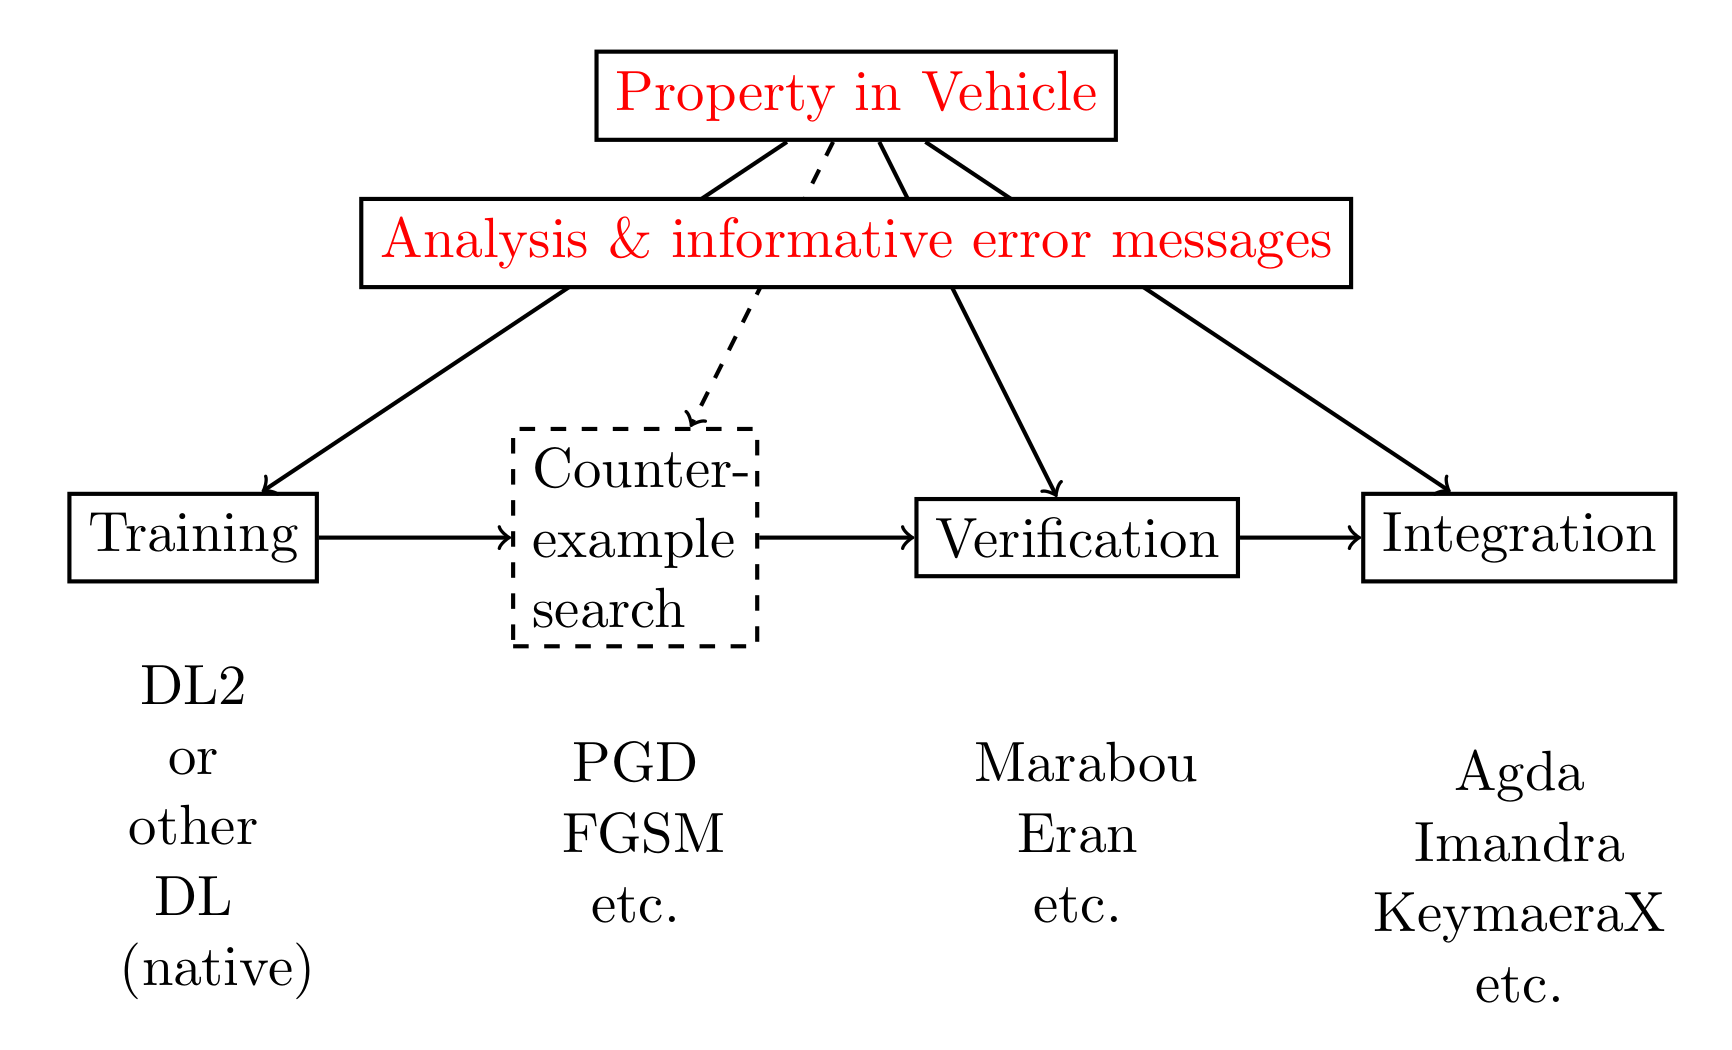 Property in Vehicle
Analysis & informative error messages
Training
Counter-
example
search
Verification
Integration
DL2
or
other
DL
(native)
PGD
FGSM
etc.
Marabou
Eran
etc.
Agda
Imandra
KeymaeraX
etc.